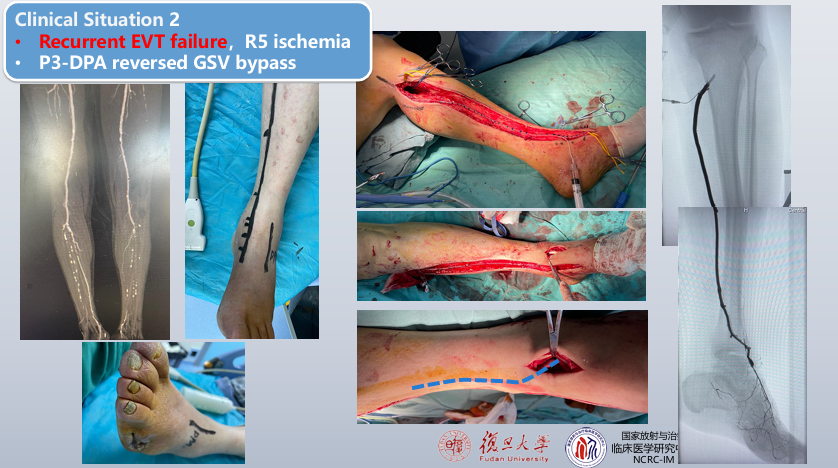 Clinical Situation 2
• Recurrent EVT failure, R5 ischemia
• P3-DPA reversed GSV bypass
復旦大學
Fudan University
国家放射与治
临床医学研究中
NCRC-IM